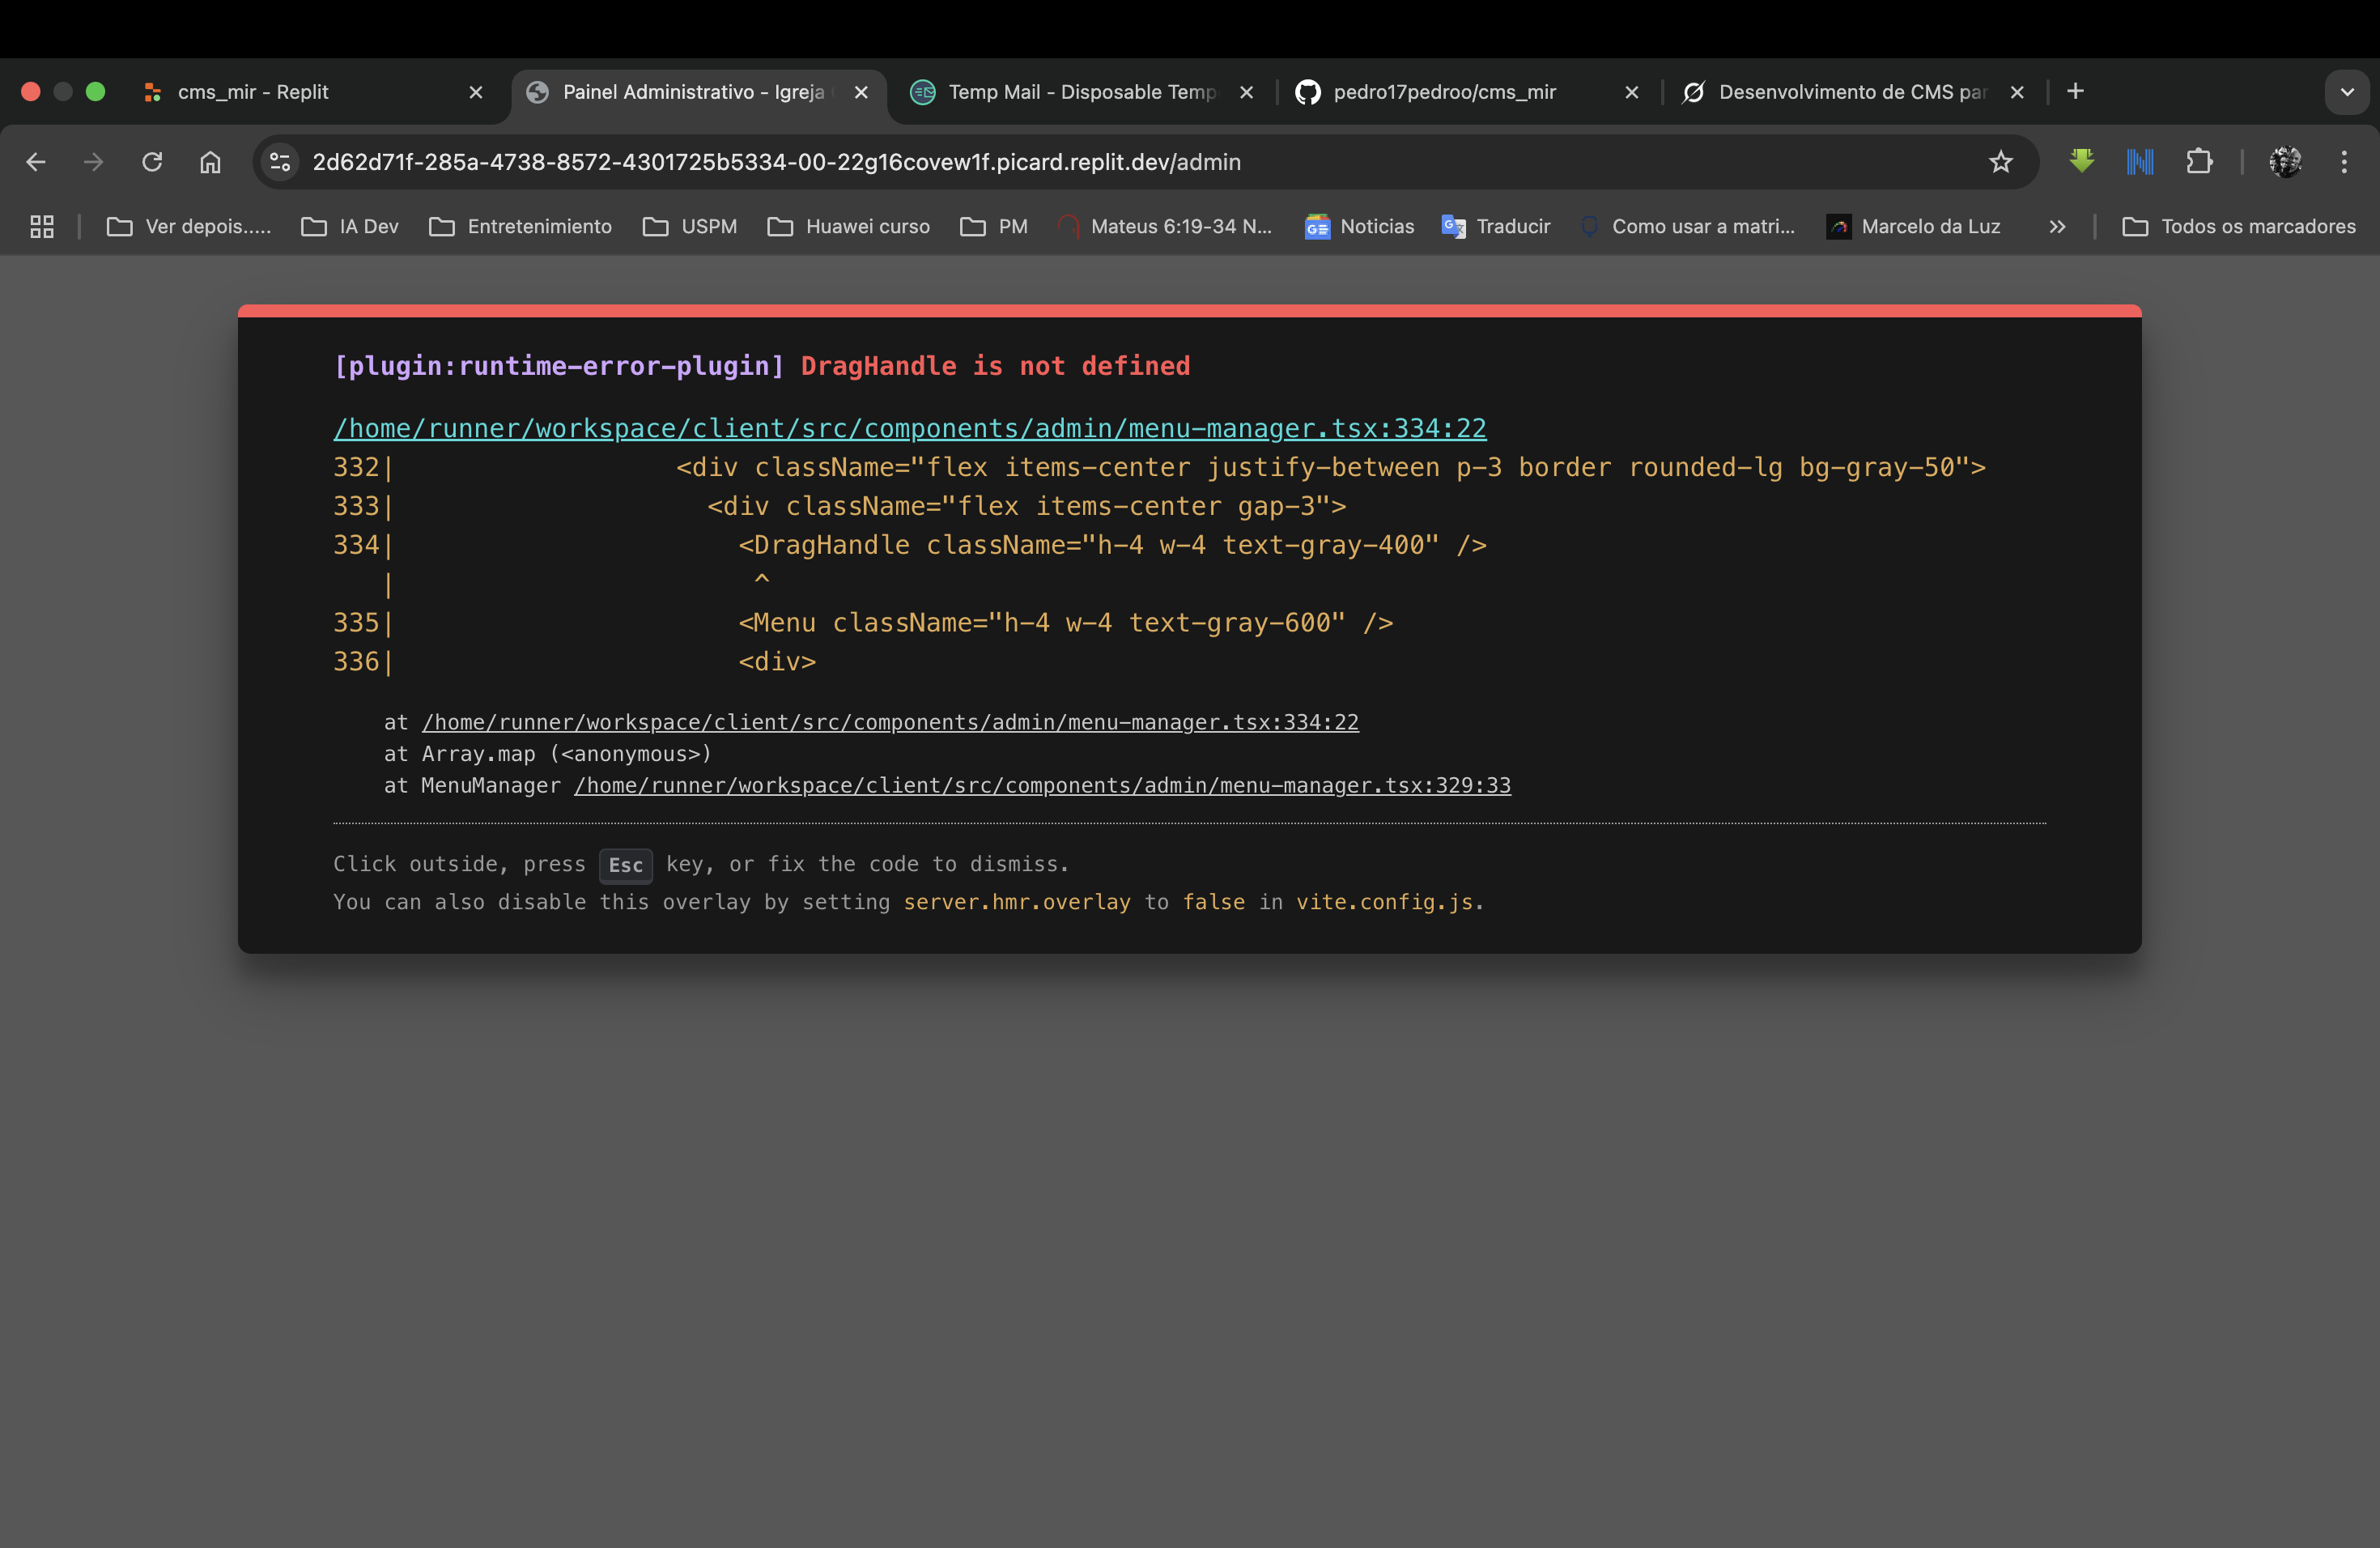 cms_mir - Replit
Painel Administrativo - Igreja
Temp Mail - Disposable Temp
pedro17pedroo/cms_mir
Desenvolvimento de CMS par
2d62d71f-285a-4738-8572-4301725b5334-00-22g16covew1f.picard.replit.dev/admin
Ver depois.....
IA Dev
Entretenimiento
USPM
Huawei curso
PM
Mateus 6:19-34 N...
Noticias
Traducir
Como usar a matri...
Marcelo da Luz
Todos os marcadores
[plugin:runtime-error-plugin] DragHandle is not defined
/home/runner/workspace/client/src/components/admin/menu-manager.tsx:334:22
332|                  <div className="flex items-center justify-between p-3 border rounded-lg bg-gray-50">
333|                    <div className="flex items-center gap-3">
334|                      <DragHandle className="h-4 w-4 text-gray-400" />
   |                       ^
335|                      <Menu className="h-4 w-4 text-gray-600" />
336|                      <div>
at /home/runner/workspace/client/src/components/admin/menu-manager.tsx:334:22
at Array.map (<anonymous>)
at MenuManager /home/runner/workspace/client/src/components/admin/menu-manager.tsx:329:33
Click outside, press Esc key, or fix the code to dismiss.
You can also disable this overlay by setting server.hmr.overlay to false in vite.config.js.